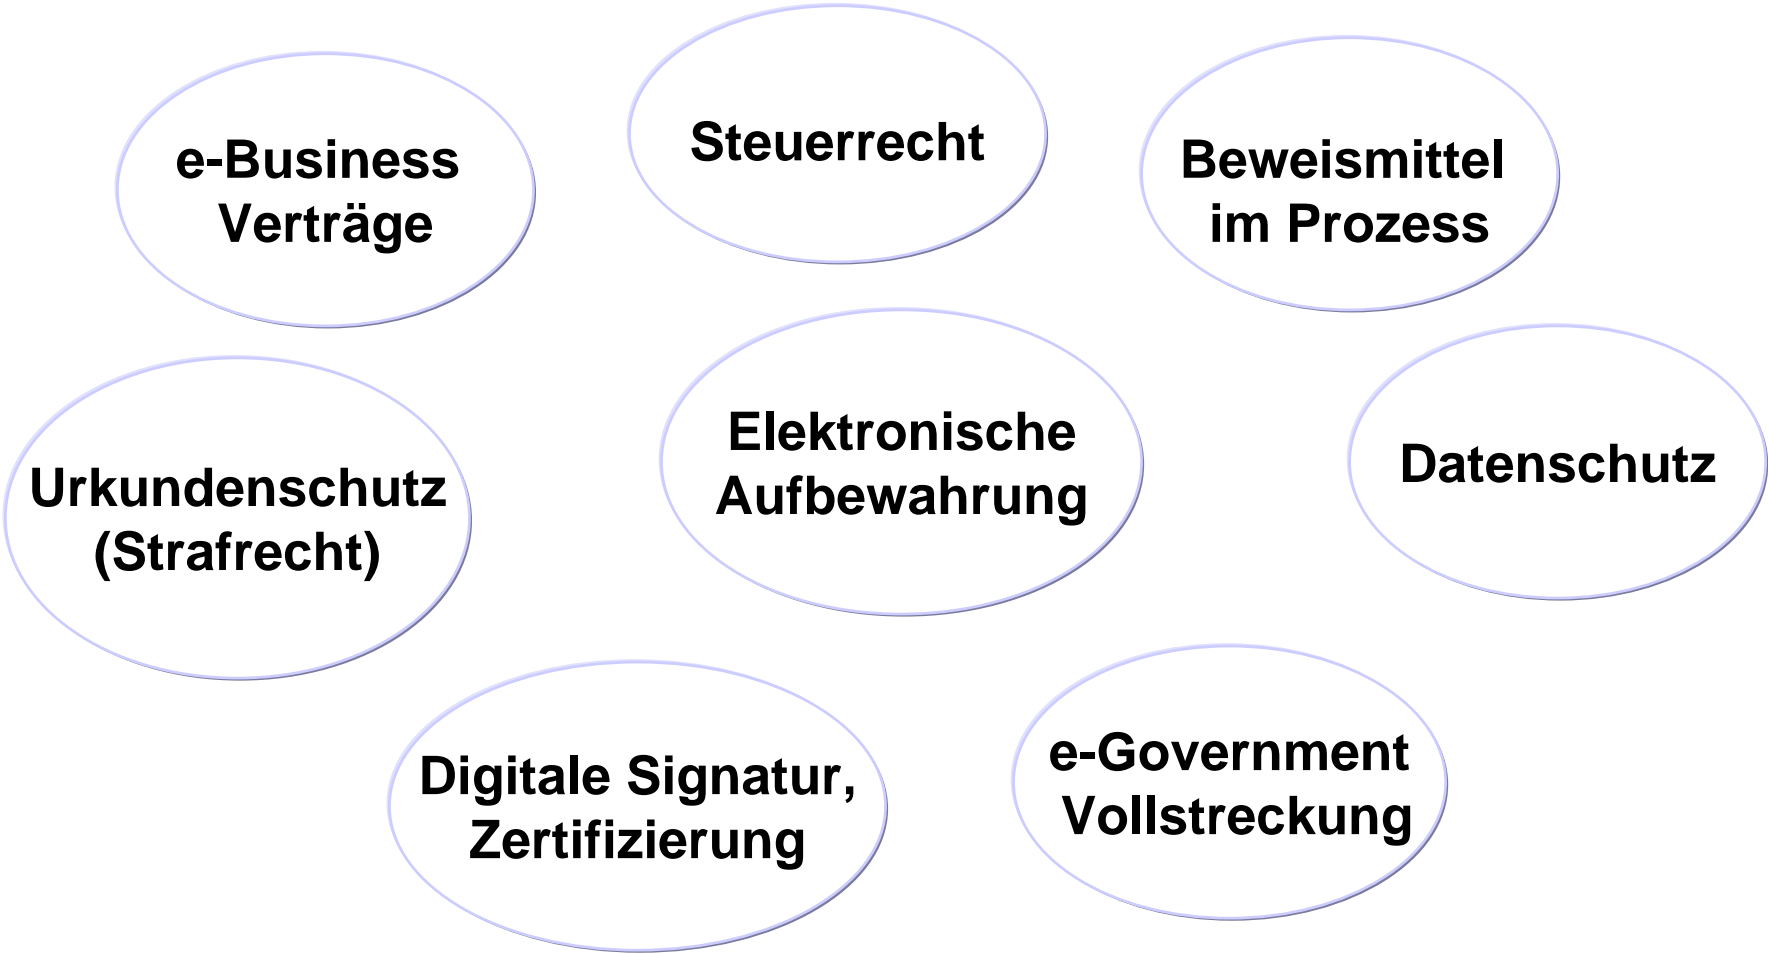 e-Business
Verträge
Steuerrecht
Beweismittel
im Prozess
Urkundenschutz
(Strafrecht)
Elektronische
Aufbewahrung
Datenschutz
Digitale Signatur,
Zertifizierung
e-Government
Vollstreckung